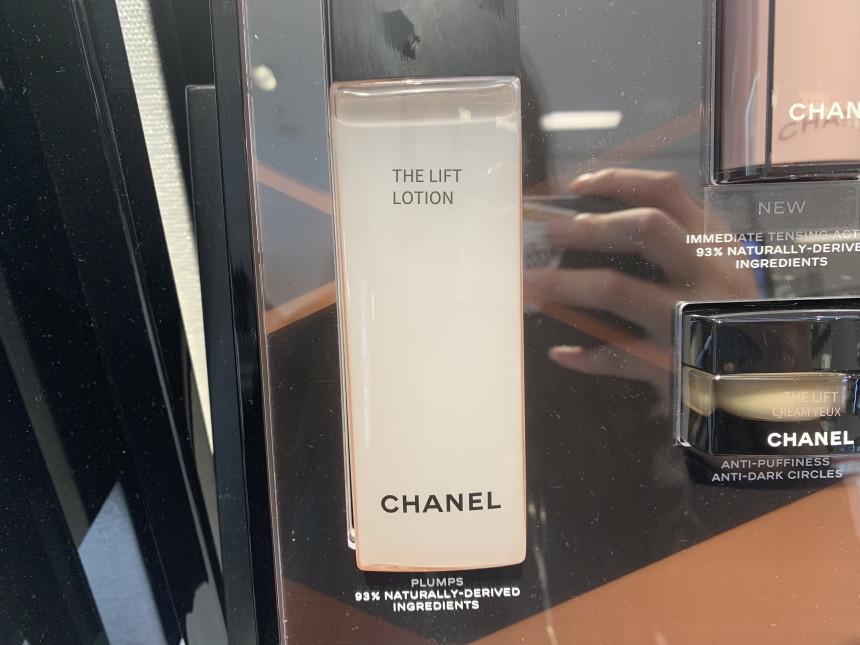 THE LIFT
LOTION
CHANEL
PLUMPS
93% NATURALLY-DERIVED
INGREDIENTS
CHAN
NEW
IMMEDIATE TENSING ACT
93% NATURALLY-DERIVE
INGREDIENTS
THE LIFT
CREAM YEUX
CHANEL
ANTI-PUFFINESS
ANTI-DARK CIRCLES